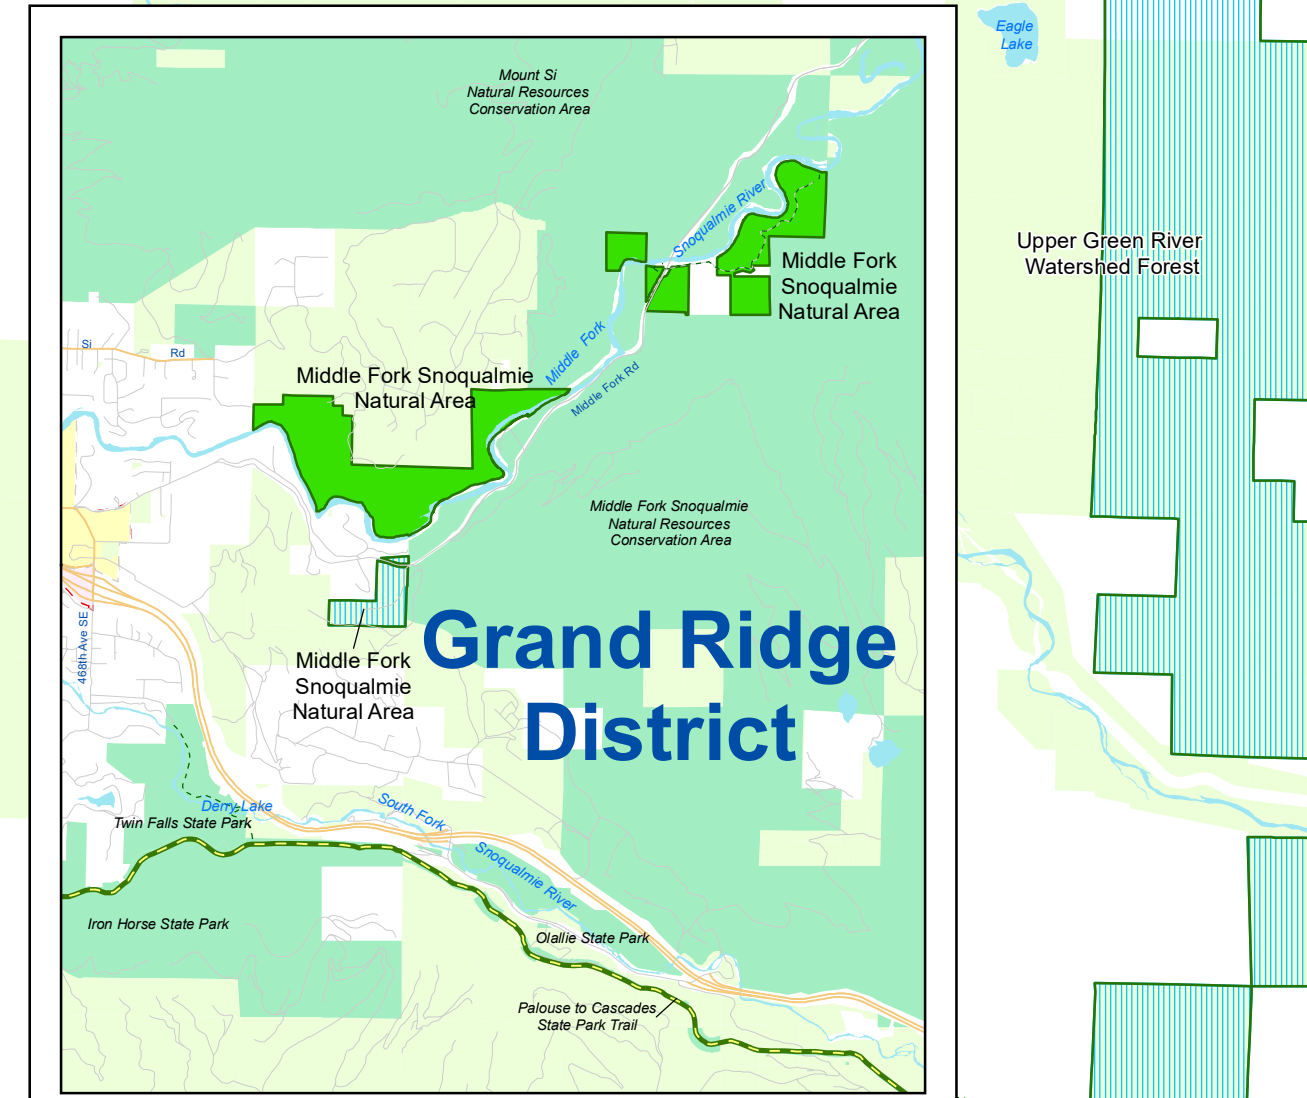 Eagle
Lake
Mount Si
Natural Resources
Conservation Area
Snoqualmie River
Upper Green River
Watershed Forest
Middle Fork
Snoqualmie
Natural Area
Si
Rd
Middle Fork
Middle Fork Rd
Middle Fork Snoqualmie
Natural Area
Middle Fork Snoqualmie
Natural Resources
Conservation Area
Grand Ridge
District
468th Ave SE
Middle Fork
Snoqualmie
Natural Area
Derry Lake
Twin Falls State Park
South Fork
Snoqualmie River
Iron Horse State Park
Olallie State Park
Palouse to Cascades
State Park Trail